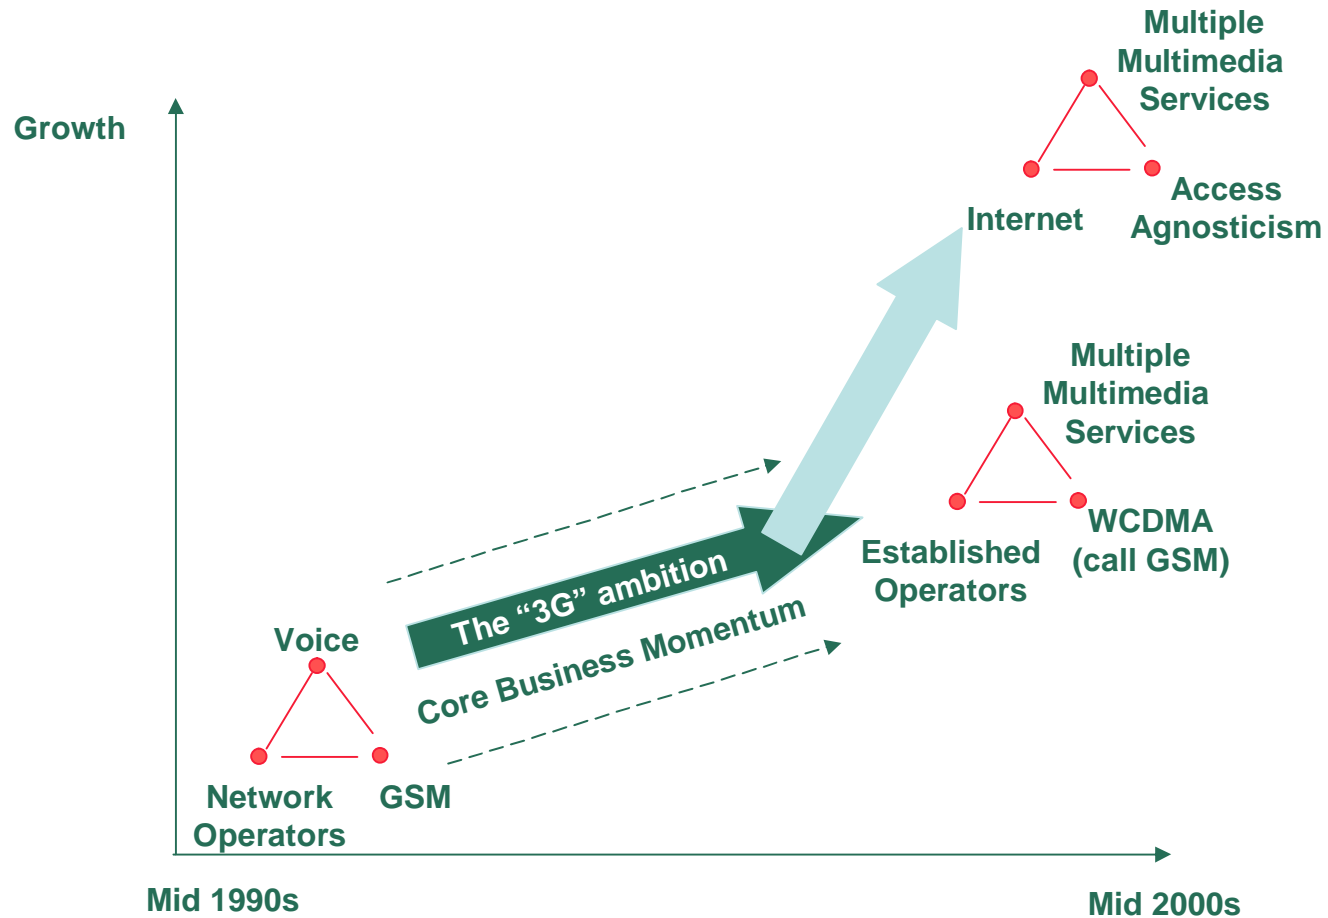 Multiple
Multimedia
Services
Growth
Internet
Access
Agnosticism
Multiple
Multimedia
Services
WCDMA
(call GSM)
Established
Operators
The “3G” ambition
Core Business Momentum
Voice
Network
Operators
GSM
Mid 1990s
Mid 2000s